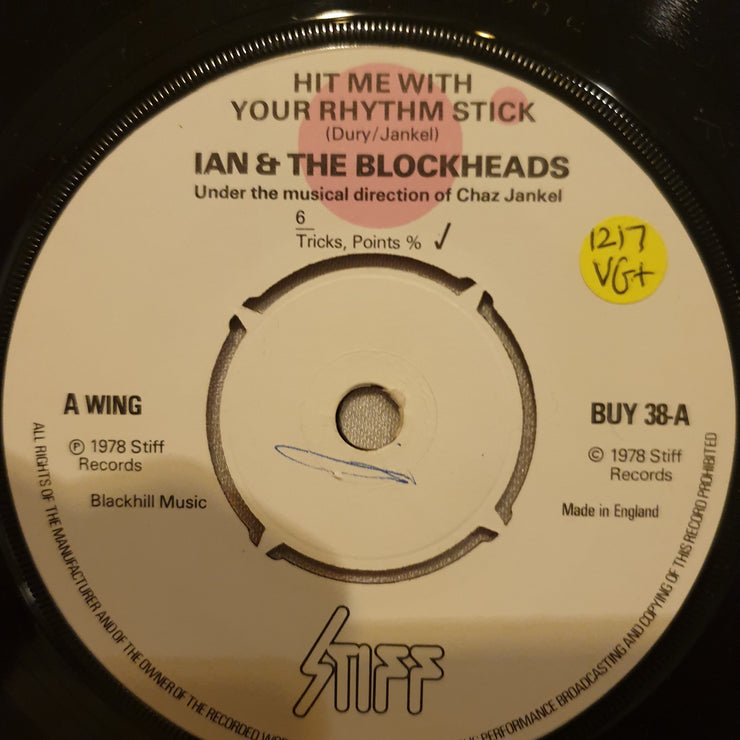 HIT ME WITH
YOUR RHYTHM STICK
(Dury/Jankel)
IAN & THE BLOCKHEADS
Under the musical direction of Chaz Jankel
6
Tricks, Points % ✓
1217
VG+
A WING
℗ 1978 Stiff
Records
Blackhill Music
BUY 38-A
© 1978 Stiff
Records
Made in England
STIFF
ALL RIGHTS OF THE MANUFACTURER AND OF THE OWNER OF THE RECORDED
PERFORMANCE BROADCASTING AND COPYING OF THIS RECORD PROHIBITED